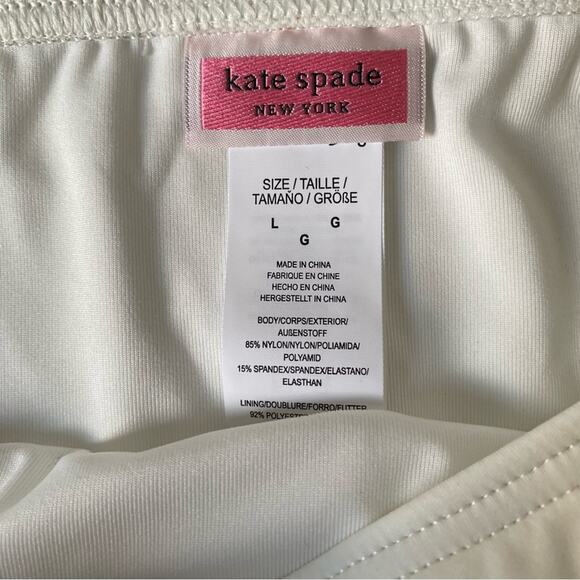 kate spade
NEW YORK
SIZE / TAILLE /
TAMAÑO / GRÖßE
L G
G
MADE IN CHINA
FABRIQUE EN CHINE
HECHO EN CHINA
HERGESTELLT IN CHINA
BODY/CORPS/EXTERIOR/
AUßENSTOFF
85% NYLON/NYLON/POLIAMIDA/
POLYAMID
15% SPANDEX/SPANDEX/ELASTANO/
ELASTHAN
LINING/DOUBLURE/FORRO/FUTTER
92%